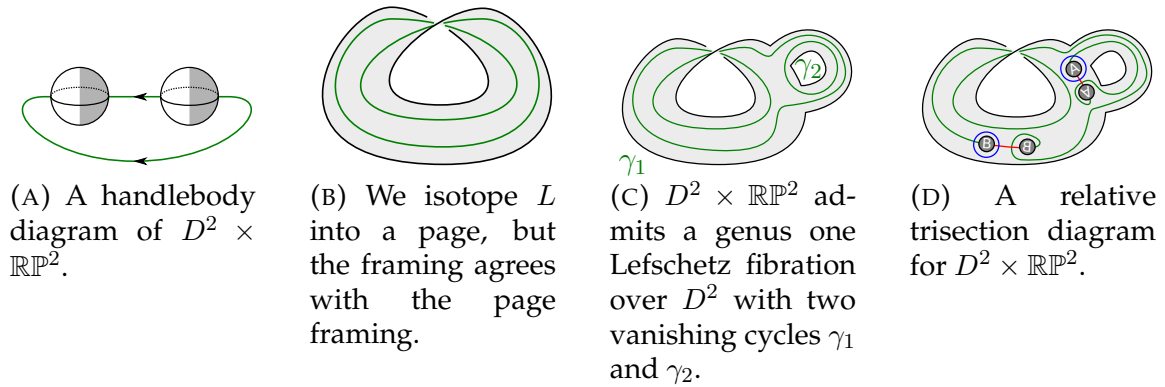 γ₂
γ₁
A
A
B
B
(A) A handlebody
diagram of D² ×
ℝℙ².
(B) We isotope L
into a page, but
the framing agrees
with the page
framing.
(C) D² × ℝℙ² ad-
mits a genus one
Lefschetz fibration
over D² with two
vanishing cycles γ₁
and γ₂.
(D) A relative
trisection diagram
for D² × ℝℙ².